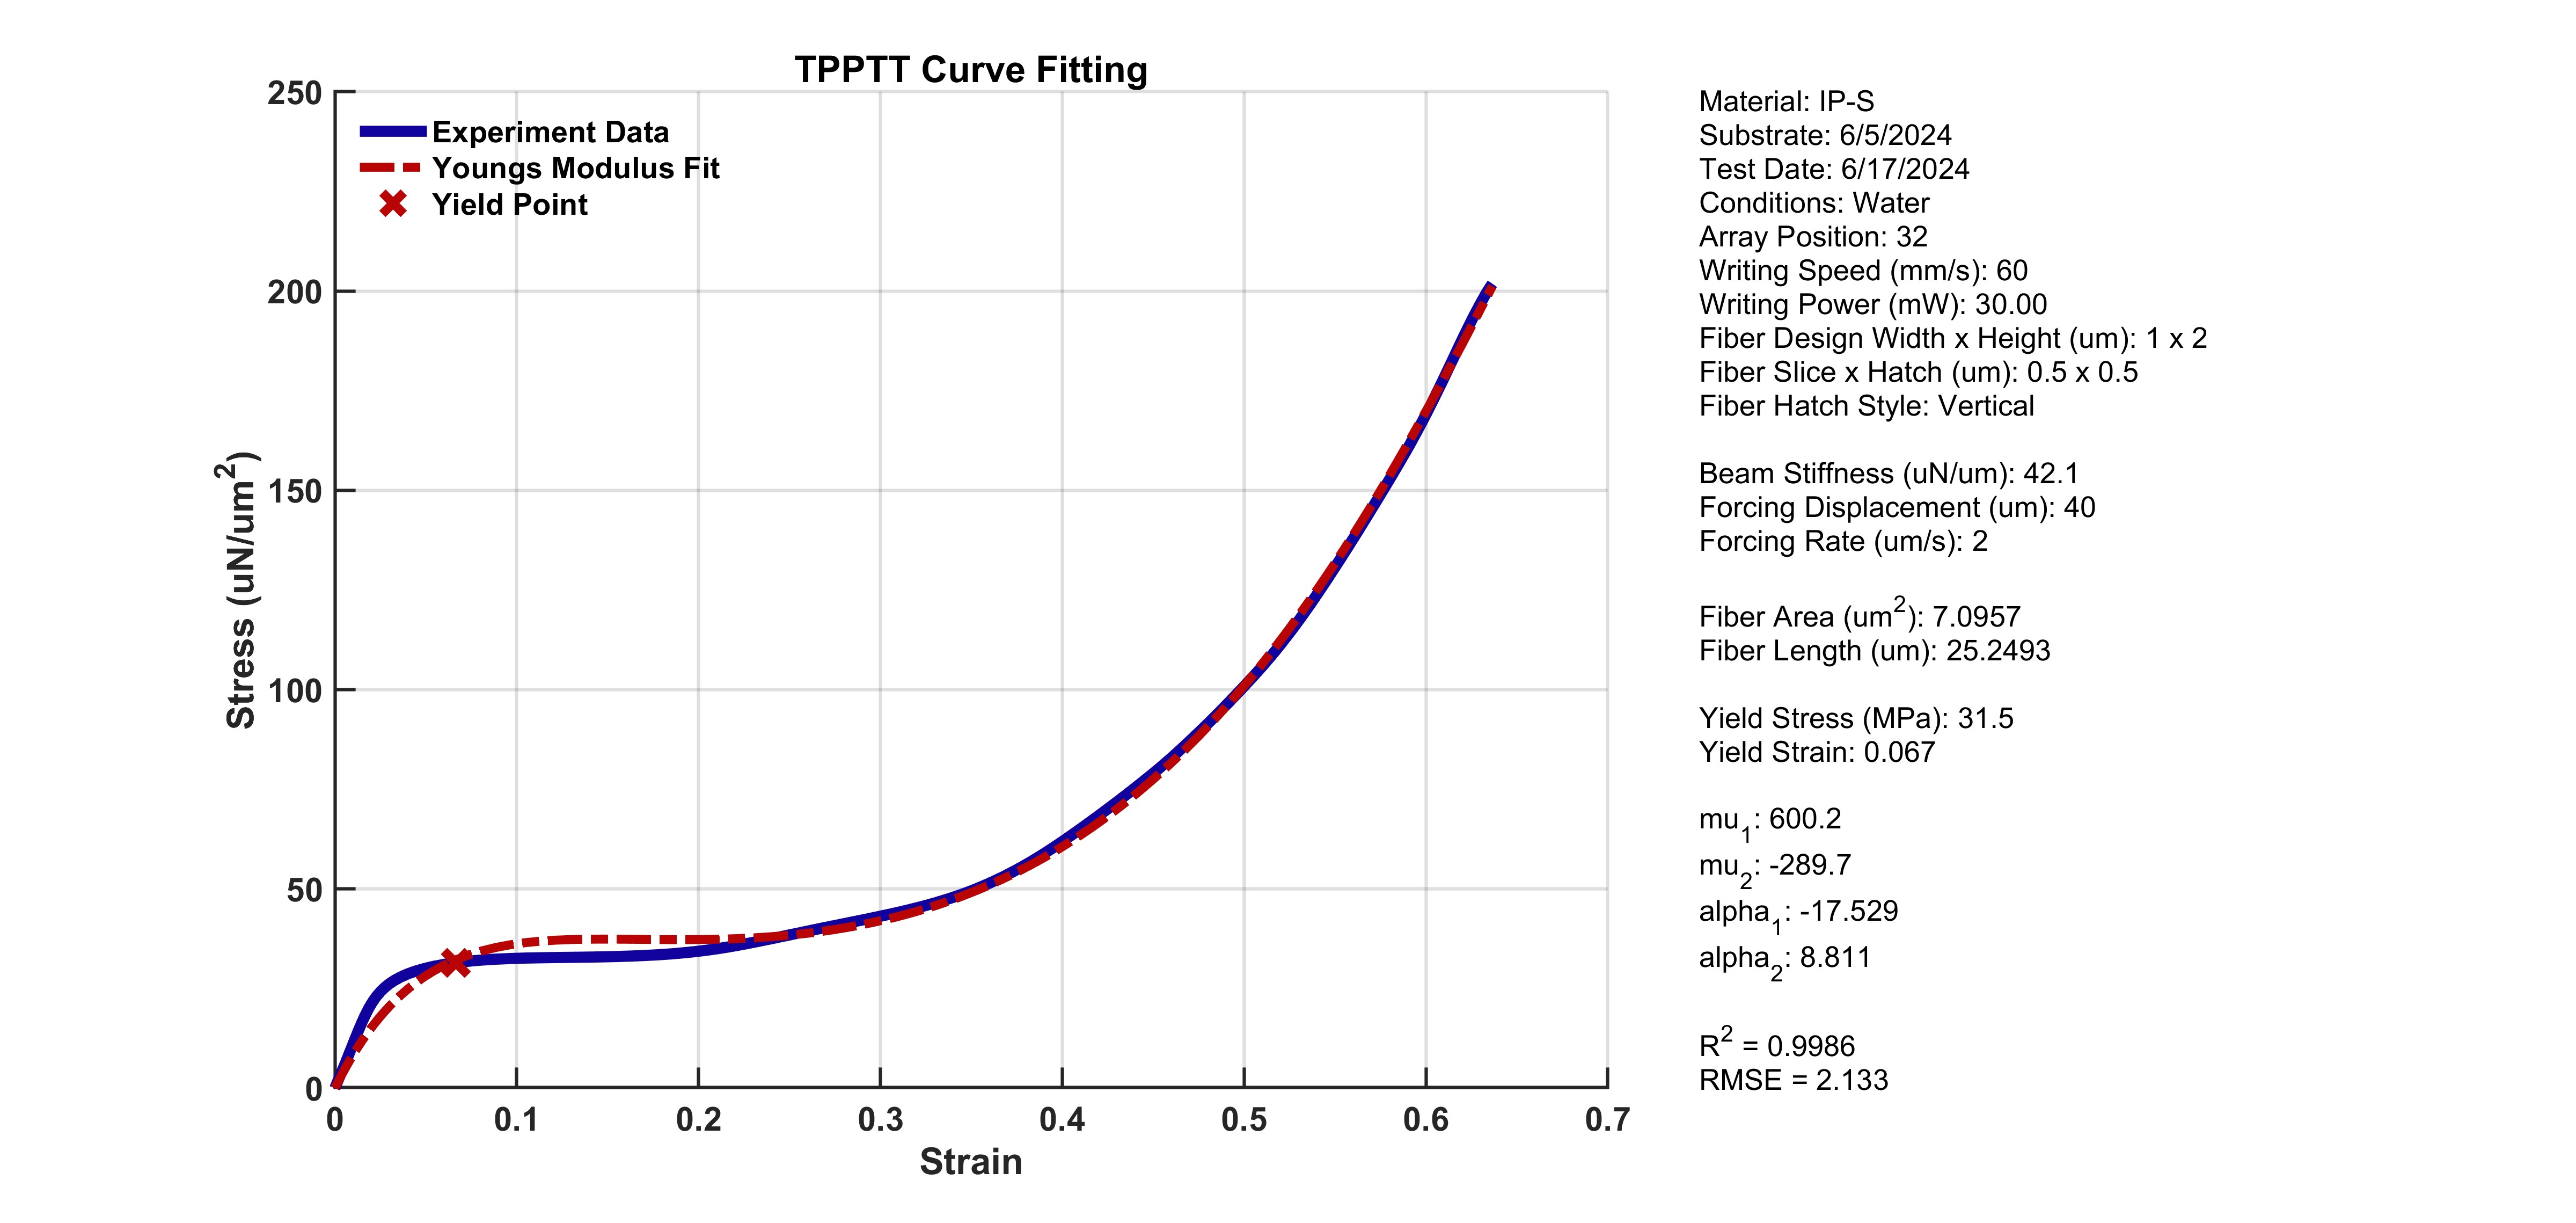 TPPTT Curve Fitting
250
200
150
100
50
0
Stress (uN/um²)
Experiment Data
Youngs Modulus Fit
Yield Point
0 0.1 0.2 0.3 0.4 0.5 0.6 0.7
Strain
Material: IP-S
Substrate: 6/5/2024
Test Date: 6/17/2024
Conditions: Water
Array Position: 32
Writing Speed (mm/s): 60
Writing Power (mW): 30.00
Fiber Design Width x Height (um): 1 x 2
Fiber Slice x Hatch (um): 0.5 x 0.5
Fiber Hatch Style: Vertical
Beam Stiffness (uN/um): 42.1
Forcing Displacement (um): 40
Forcing Rate (um/s): 2
Fiber Area (um²): 7.0957
Fiber Length (um): 25.2493
Yield Stress (MPa): 31.5
Yield Strain: 0.067
mu₁: 600.2
mu₂: -289.7
alpha₁: -17.529
alpha₂: 8.811
R² = 0.9986
RMSE = 2.133